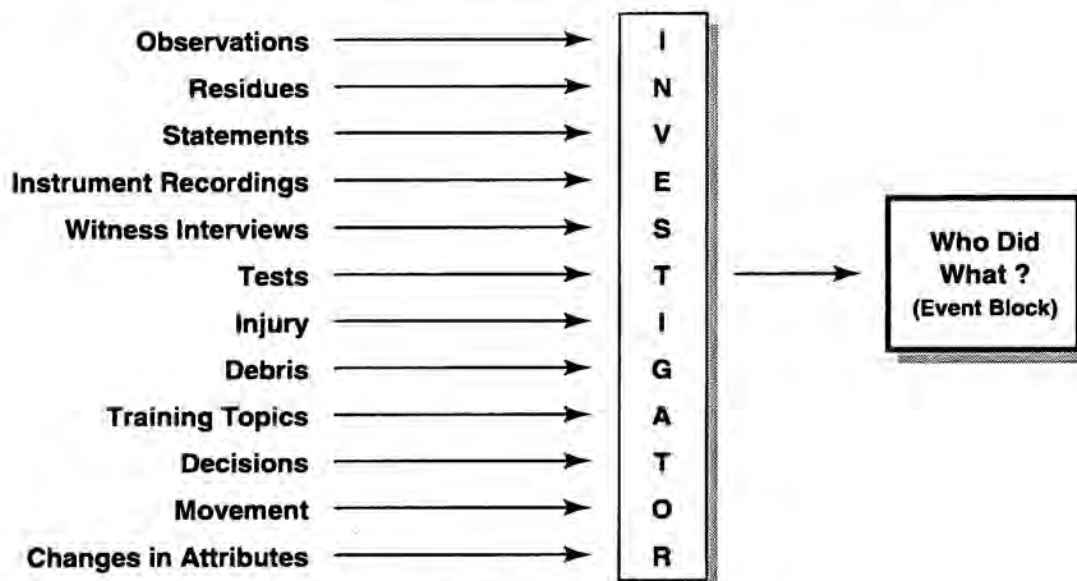 Observations
Residues
Statements
Instrument Recordings
Witness Interviews
Tests
Injury
Debris
Training Topics
Decisions
Movement
Changes in Attributes
I
N
V
E
S
T
I
G
A
T
O
R
Who Did
What ?
(Event Block)